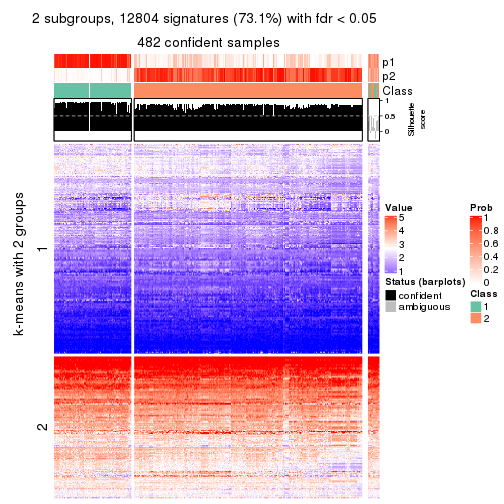 2 subgroups, 12804 signatures (73.1%) with fdr < 0.05
482 confident samples
p1
p2
Class
1
0.5
0
Silhouette
score
k-means with 2 groups
1
2
Value
5
4
3
2
1
Status (barplots)
confident
ambiguous
Prob
1
0.8
0.6
0.4
0.2
0
Class
1
2